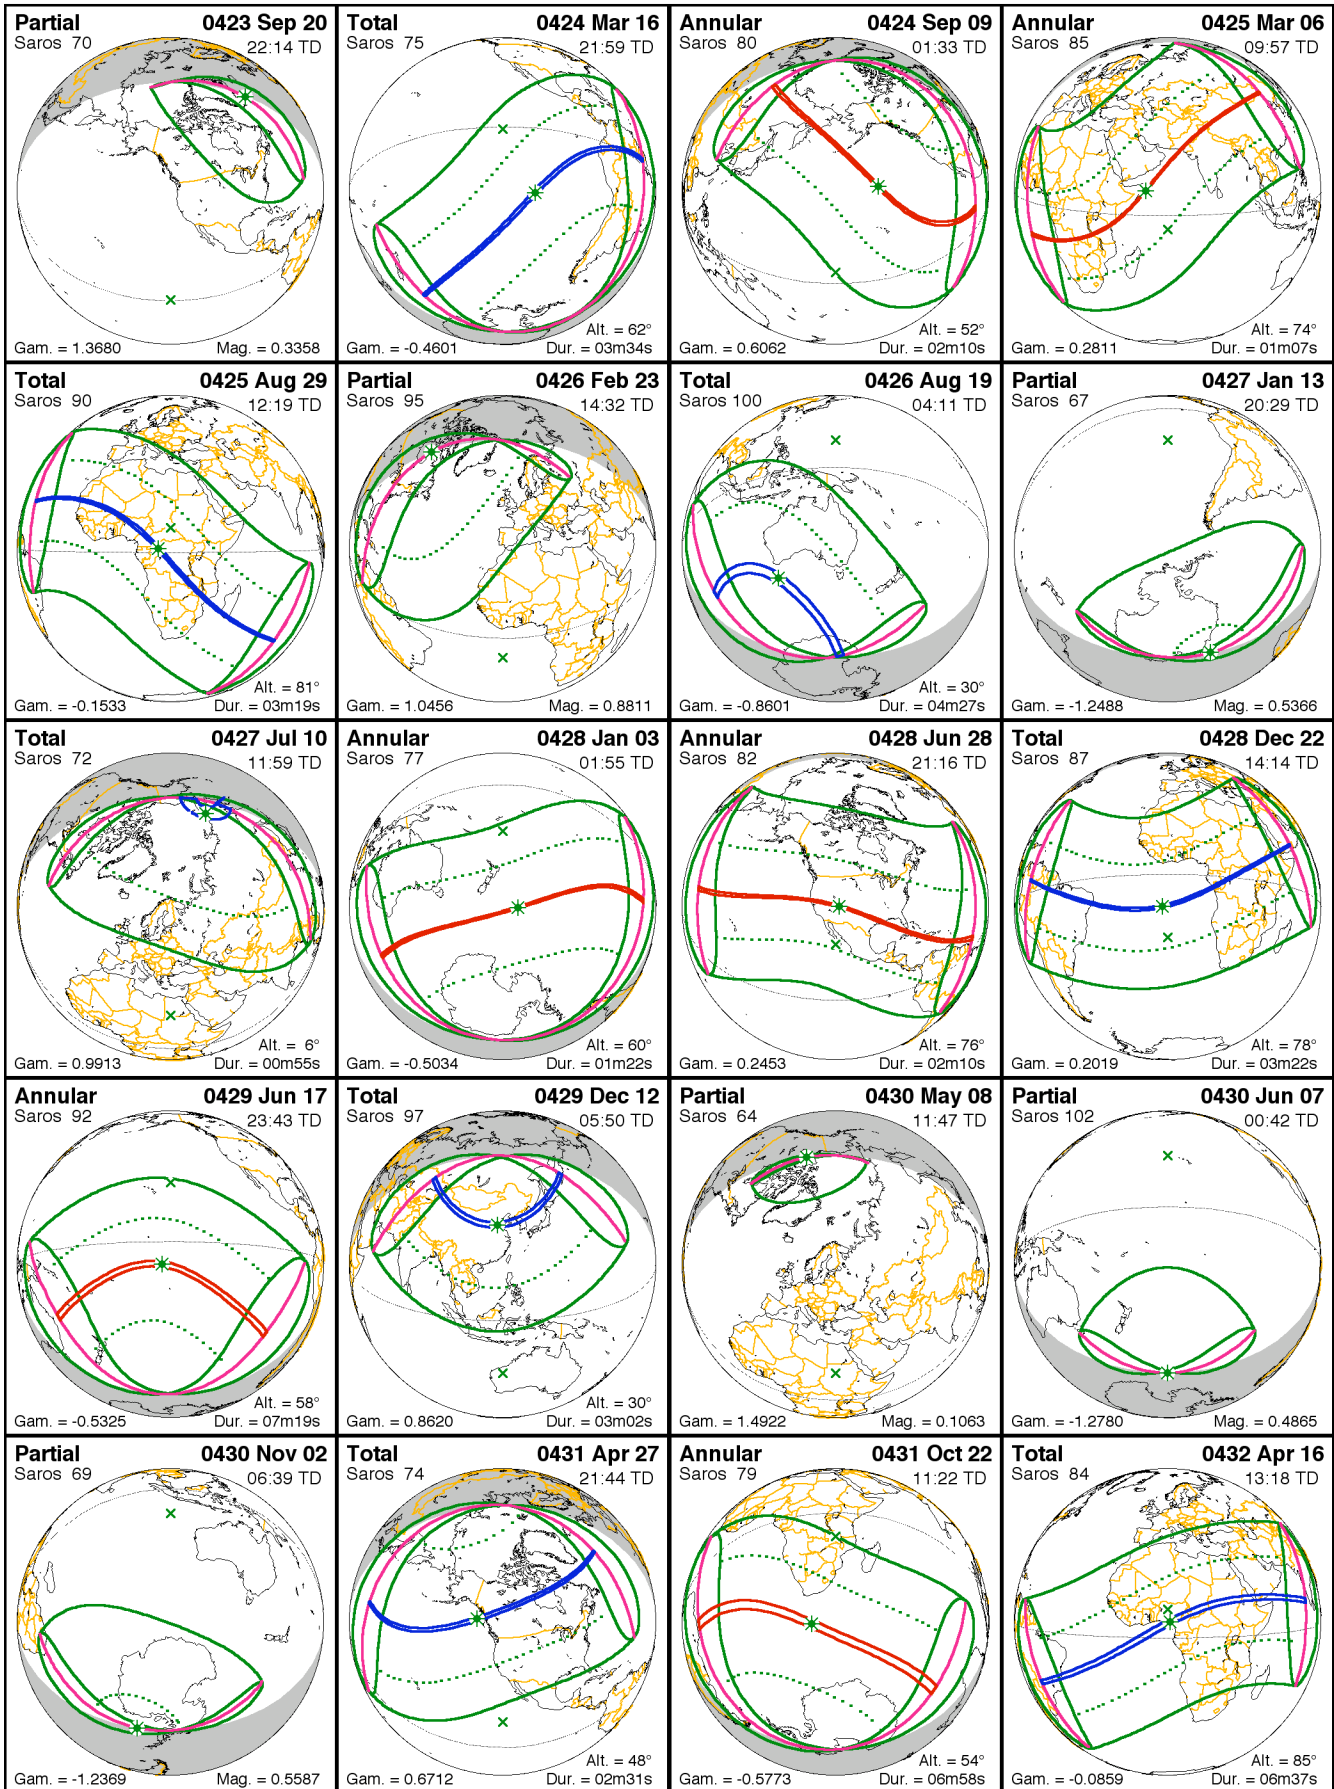 Partial 0423 Sep 20
Saros 70 22:14 TD
Gam. = 1.3680 Mag. = 0.3358
Total 0424 Mar 16
Saros 75 21:59 TD
Alt. = 62°
Gam. = -0.4601 Dur. = 03m34s
Annular 0424 Sep 09
Saros 80 01:33 TD
Alt. = 52°
Gam. = 0.6062 Dur. = 02m10s
Annular 0425 Mar 06
Saros 85 09:57 TD
Alt. = 74°
Gam. = 0.2811 Dur. = 01m07s
Total 0425 Aug 29
Saros 90 12:19 TD
Alt. = 81°
Gam. = -0.1533 Dur. = 03m19s
Partial 0426 Feb 23
Saros 95 14:32 TD
Gam. = 1.0456 Mag. = 0.8811
Total 0426 Aug 19
Saros 100 04:11 TD
Alt. = 30°
Gam. = -0.8601 Dur. = 04m27s
Partial 0427 Jan 13
Saros 67 20:29 TD
Gam. = -1.2488 Mag. = 0.5366
Total 0427 Jul 10
Saros 72 11:59 TD
Alt. = 6°
Gam. = 0.9913 Dur. = 00m55s
Annular 0428 Jan 03
Saros 77 01:55 TD
Alt. = 60°
Gam. = -0.5034 Dur. = 01m22s
Annular 0428 Jun 28
Saros 82 21:16 TD
Alt. = 76°
Gam. = 0.2453 Dur. = 02m10s
Total 0428 Dec 22
Saros 87 14:14 TD
Alt. = 78°
Gam. = 0.2019 Dur. = 03m22s
Annular 0429 Jun 17
Saros 92 23:43 TD
Alt. = 58°
Gam. = -0.5325 Dur. = 07m19s
Total 0429 Dec 12
Saros 97 05:50 TD
Alt. = 30°
Gam. = 0.8620 Dur. = 03m02s
Partial 0430 May 08
Saros 64 11:47 TD
Gam. = 1.4922 Mag. = 0.1063
Partial 0430 Jun 07
Saros 102 00:42 TD
Gam. = -1.2780 Mag. = 0.4865
Partial 0430 Nov 02
Saros 69 06:39 TD
Gam. = -1.2369 Mag. = 0.5587
Total 0431 Apr 27
Saros 74 21:44 TD
Alt. = 48°
Gam. = 0.6712 Dur. = 02m31s
Annular 0431 Oct 22
Saros 79 11:22 TD
Alt. = 54°
Gam. = -0.5773 Dur. = 06m58s
Total 0432 Apr 16
Saros 84 13:18 TD
Alt. = 85°
Gam. = -0.0859 Dur. = 06m37s